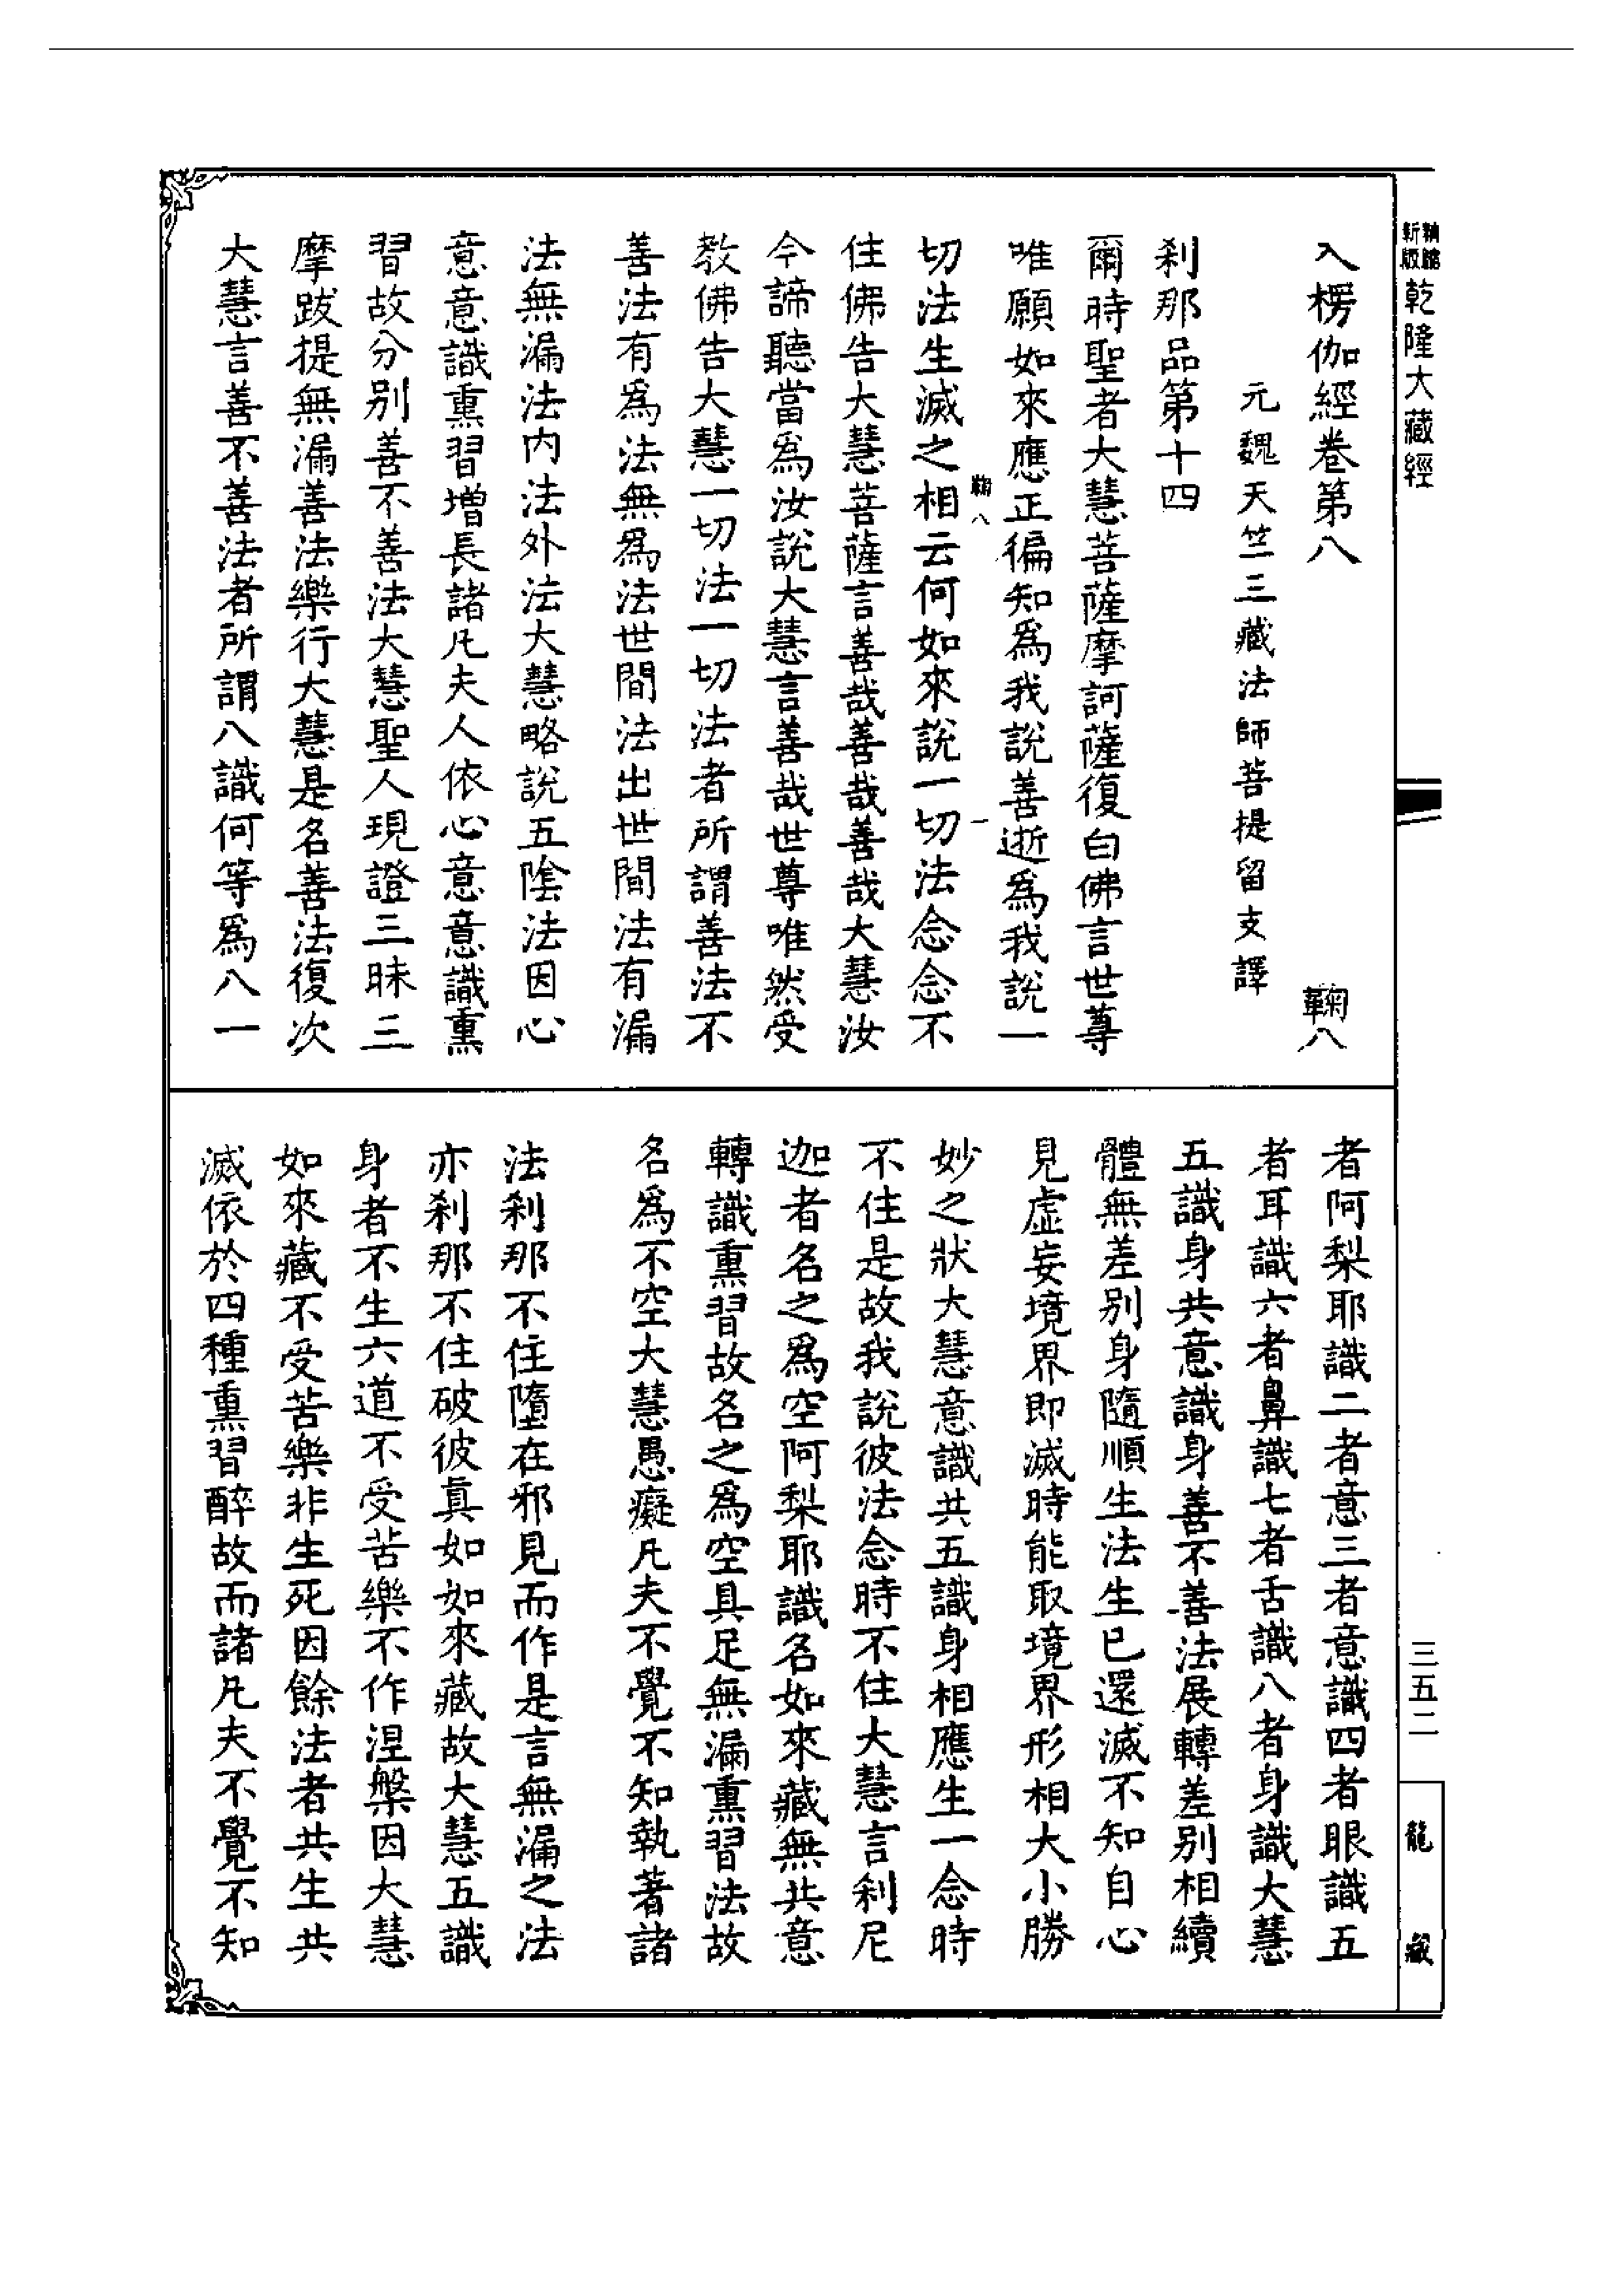 新版
乾隆大藏經
入楞伽經卷第八
鞠八
元魏天竺三藏法師菩提留支譯
刹那品第十四
爾時聖者大慧菩薩摩訶薩復白佛言世尊
唯願如來應正徧知爲我說善逝爲我說一
鞠八
一
切法生滅之相云何如來說一切法念念不
住佛告大慧菩薩言善哉善哉善哉大慧汝
今諦聽當爲汝說大慧言善哉世尊唯然受
教佛告大慧一切法一切法者所謂善法不
善法有爲法無爲法世間法出世間法有漏
法無漏法內法外法大慧略說五陰法因心
意意識熏習增長諸凡夫人依心意意識熏
習故分別善不善法大慧聖人現證三昧三
摩跋提無漏善法樂行大慧是名善法復次
大慧言善不善法者所謂八識何等爲八一
者阿梨耶識二者意三者意識四者眼識五
者耳識六者鼻識七者舌識八者身識大慧
五識身共意識身善不善法展轉差別相續
體無差別身隨順生法生已還滅不知自心
見虛妄境界即滅時能取境界形相大小勝
妙之狀大慧意識共五識身相應生一念時
不住是故我說彼法念時不住大慧言刹尼
迦者名之爲空阿梨耶識名如來藏無共意
轉識熏習故名之爲空具足無漏熏習法故
名爲不空大慧愚癡凡夫不覺不知執著諸
法刹那不住墮在邪見而作是言無漏之法
亦刹那不住破彼眞如如來藏故大慧五識
身者不生六道不受苦樂不作涅槃因大慧
如來藏不受苦樂非生死因餘法者共生共
滅依於四種熏習醉故而諸凡夫不覺不知
三五二
龍藏